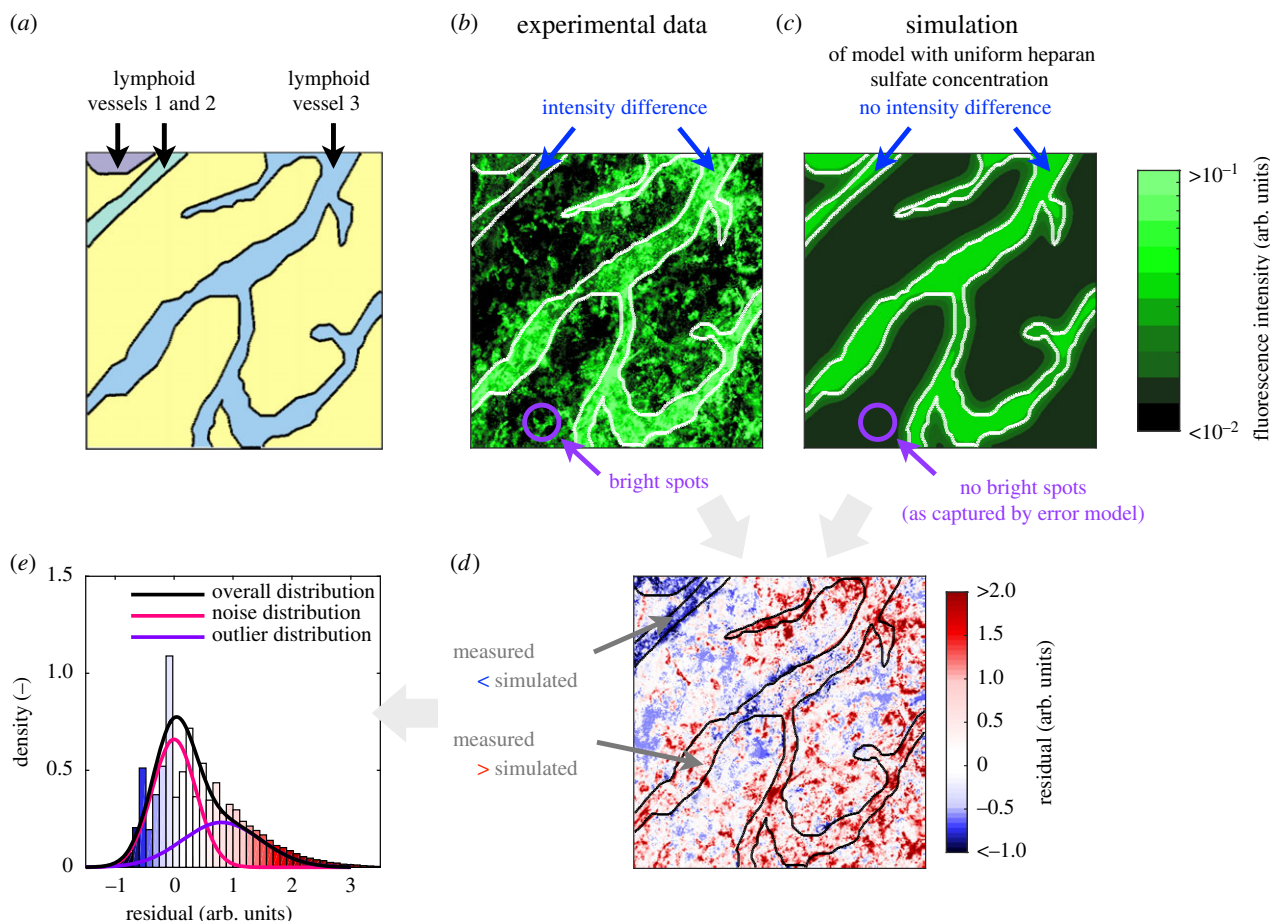 (a)
lymphoid
vessels 1 and 2
lymphoid
vessel 3
(b)
experimental data
intensity difference
bright spots
(c)
simulation
of model with uniform heparan
sulfate concentration
no intensity difference
no bright spots
(as captured by error model)
>10⁻¹
<10⁻²
fluorescence intensity (arb. units)
(d)
measured
< simulated
measured
> simulated
>2.0
1.5
1.0
0.5
0
−0.5
<−1.0
residual (arb. units)
(e)
1.5
1.0
0.5
0
density (–)
overall distribution
noise distribution
outlier distribution
−1
0
1
2
3
residual (arb. units)